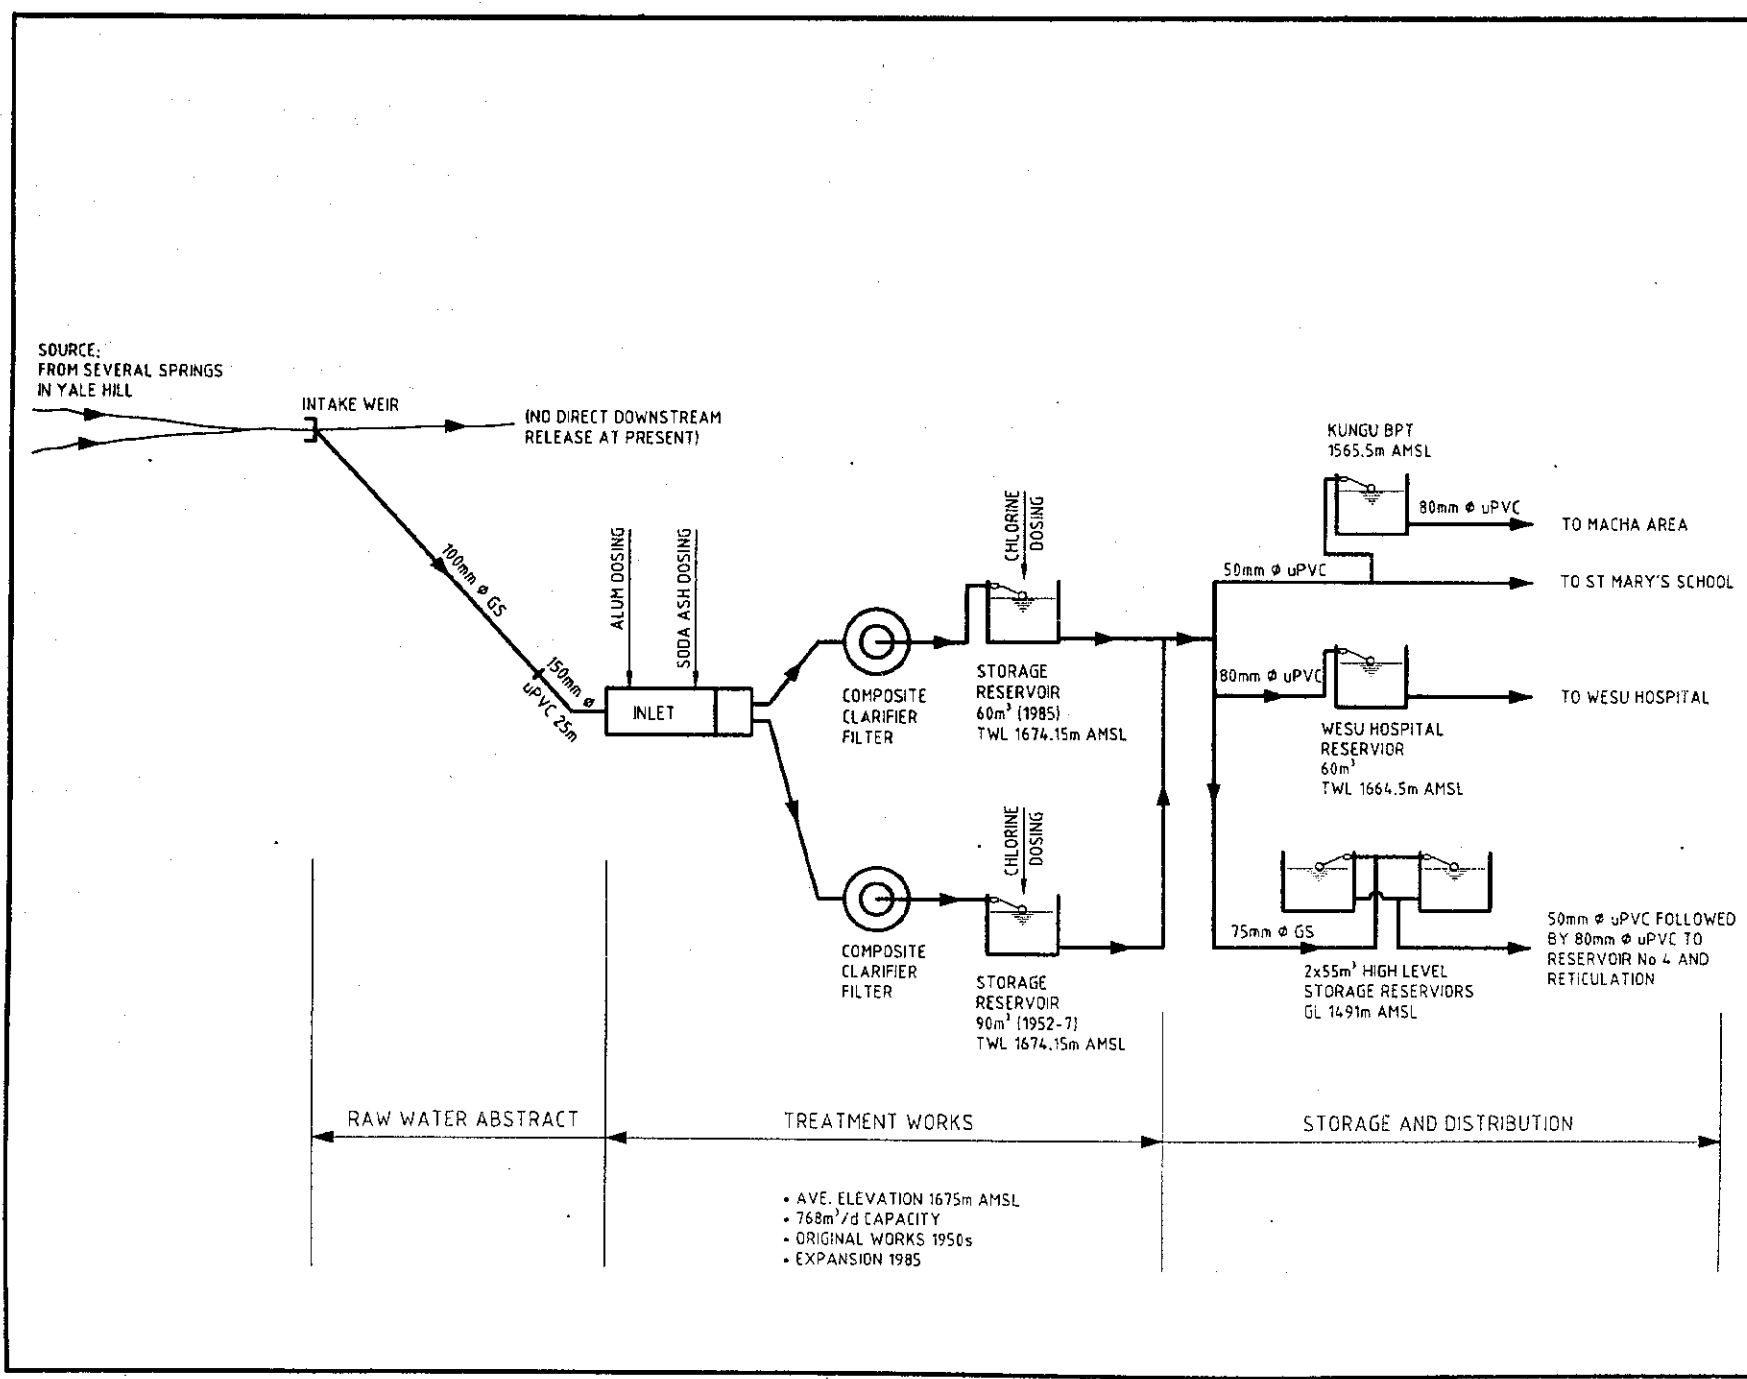 SOURCE:
FROM SEVERAL SPRINGS
IN YALE HILL
INTAKE WEIR
(NO DIRECT DOWNSTREAM
RELEASE AT PRESENT)
100mm ø GS
150mm ø
uPVC 25m
ALUM DOSING
SODA ASH DOSING
INLET
COMPOSITE
CLARIFIER
FILTER
CHLORINE
DOSING
STORAGE
RESERVOIR
60m³ (1985)
TWL 1674.15m AMSL
COMPOSITE
CLARIFIER
FILTER
CHLORINE
DOSING
STORAGE
RESERVOIR
90m³ (1952-7)
TWL 1674.15m AMSL
KUNGU BPT
1565.5m AMSL
80mm ø uPVC
TO MACHA AREA
50mm ø uPVC
TO ST MARY'S SCHOOL
80mm ø uPVC
TO WESU HOSPITAL
WESU HOSPITAL
RESERVIOR
60m³
TWL 1664.5m AMSL
75mm ø GS
2x55m³ HIGH LEVEL
STORAGE RESERVIORS
GL 1491m AMSL
50mm ø uPVC FOLLOWED
BY 80mm ø uPVC TO
RESERVOIR No 4 AND
RETICULATION
RAW WATER ABSTRACT
TREATMENT WORKS
STORAGE AND DISTRIBUTION
• AVE. ELEVATION 1675m AMSL
• 768m³/d CAPACITY
• ORIGINAL WORKS 1950s
• EXPANSION 1985